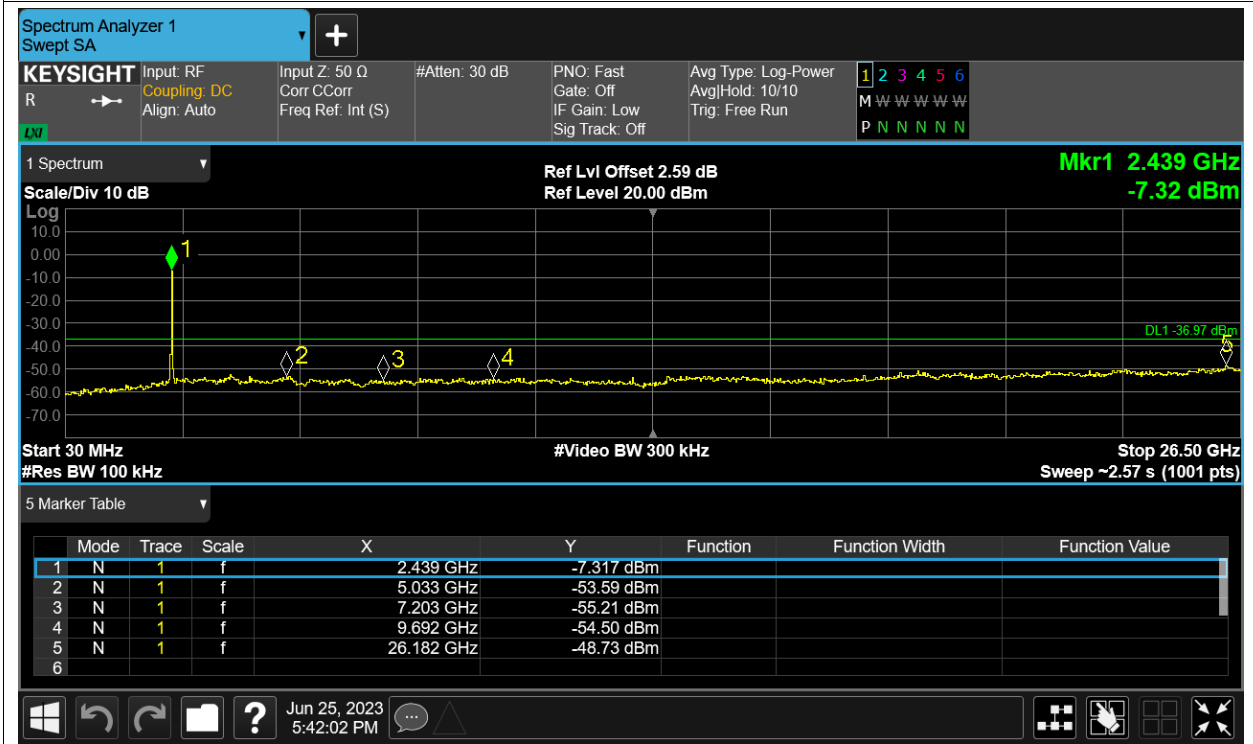 Spectrum Analyzer 1
Swept SA
KEYSIGHT
R
LXI
Input: RF
Coupling: DC
Align: Auto
Input Z: 50 Ω
Corr CCorr
Freq Ref: Int (S)
#Atten: 30 dB
PNO: Fast
Gate: Off
IF Gain: Low
Sig Track: Off
Avg Type: Log-Power
Avg|Hold: 10/10
Trig: Free Run
1 2 3 4 5 6
M W W W W W
P N N N N N
1 Spectrum
Scale/Div 10 dB
Ref Lvl Offset 2.59 dB
Ref Level 20.00 dBm
Mkr1 2.439 GHz
-7.32 dBm
Log
10.0
0.00
-10.0
-20.0
-30.0
-40.0
-50.0
-60.0
-70.0
1
2
3
4
5
DL1 -36.97 dBm
Start 30 MHz
#Res BW 100 kHz
#Video BW 300 kHz
Stop 26.50 GHz
Sweep ~2.57 s (1001 pts)
5 Marker Table
Mode Trace Scale X Y Function Function Width Function Value
1 N 1 f 2.439 GHz -7.317 dBm
2 N 1 f 5.033 GHz -53.59 dBm
3 N 1 f 7.203 GHz -55.21 dBm
4 N 1 f 9.692 GHz -54.50 dBm
5 N 1 f 26.182 GHz -48.73 dBm
6
?
Jun 25, 2023
5:42:02 PM